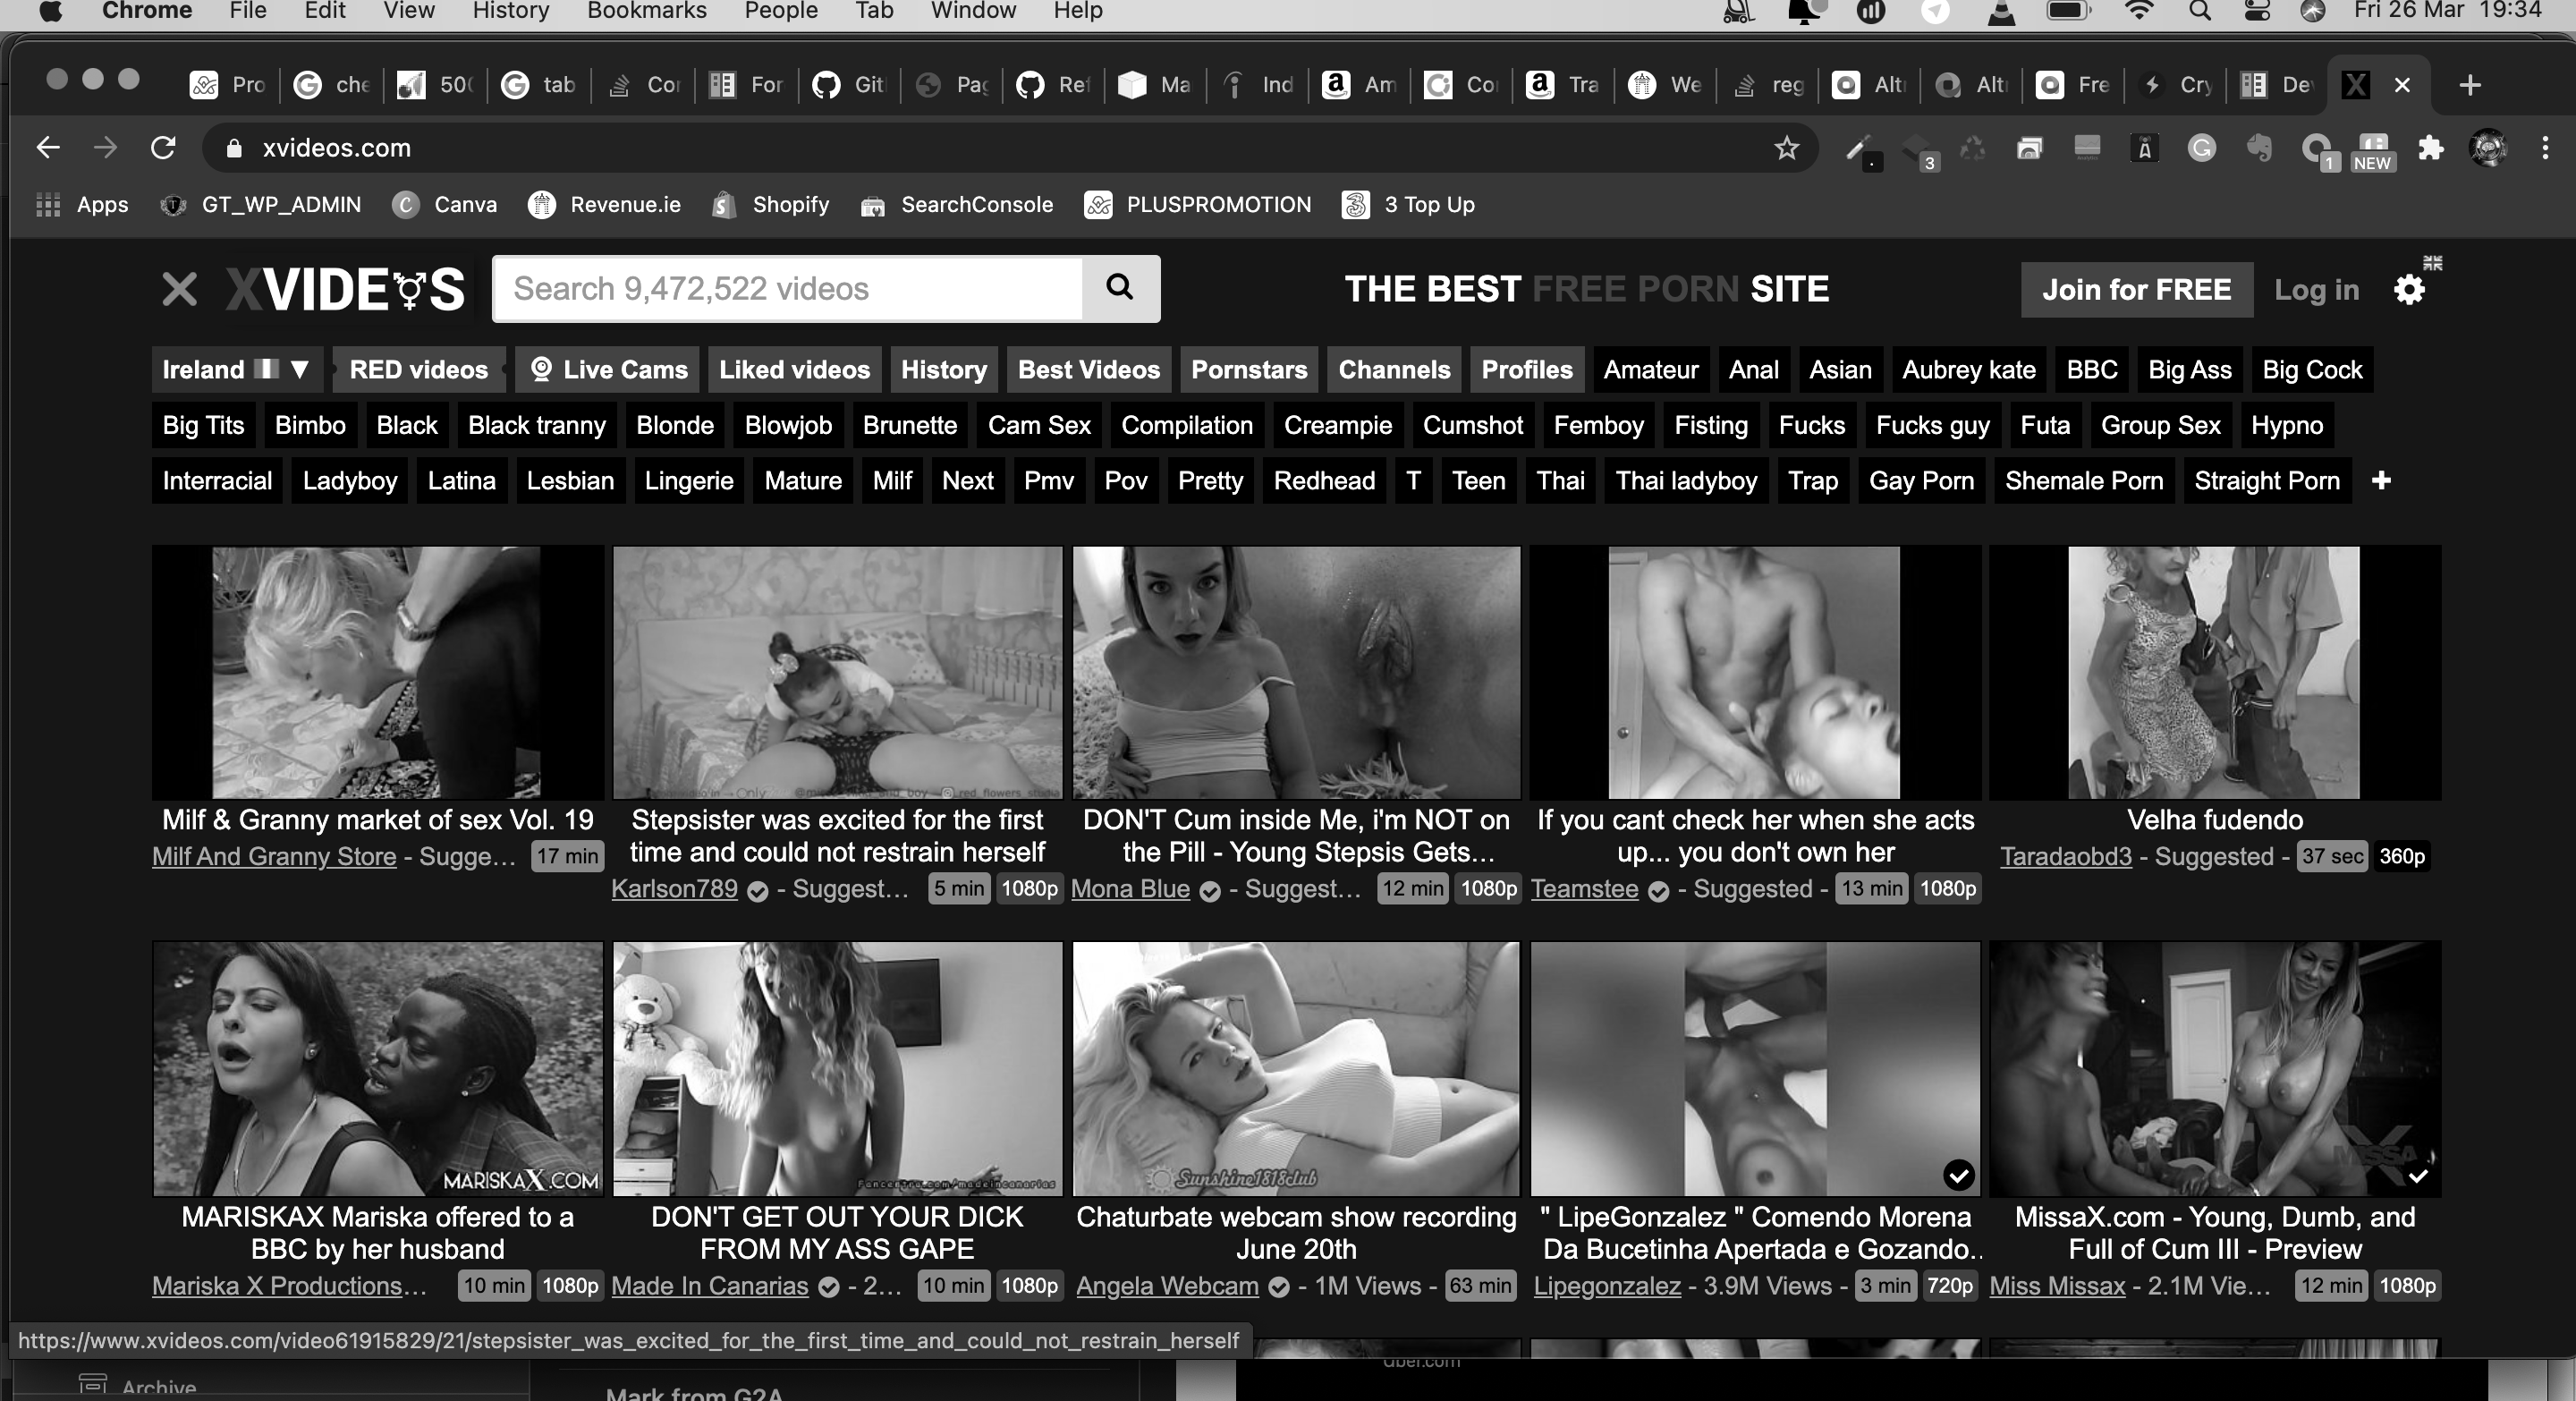 Chrome File Edit View History Bookmarks People Tab Window Help Fri 26 Mar 19:34
Pro che 500 tab Cor For Git Pag Ref Ma Ind Am Co Tra We reg Alt Alt Fre Cry Dev
xvideos.com 3 1 NEW
Apps GT_WP_ADMIN Canva Revenue.ie Shopify SearchConsole PLUSPROMOTION 3 Top Up
XVIDEOS Search 9,472,522 videos THE BEST FREE PORN SITE Join for FREE Log in
Ireland RED videos Live Cams Liked videos History Best Videos Pornstars Channels Profiles Amateur Anal Asian Aubrey kate BBC Big Ass Big Cock
Big Tits Bimbo Black Black tranny Blonde Blowjob Brunette Cam Sex Compilation Creampie Cumshot Femboy Fisting Fucks Fucks guy Futa Group Sex Hypno
Interracial Ladyboy Latina Lesbian Lingerie Mature Milf Next Pmv Pov Pretty Redhead T Teen Thai Thai ladyboy Trap Gay Porn Shemale Porn Straight Porn +
Milf & Granny market of sex Vol. 19
Milf And Granny Store - Sugge... 17 min
Stepsister was excited for the first
time and could not restrain herself
Karlson789 - Suggest... 5 min 1080p
DON'T Cum inside Me, i'm NOT on
the Pill - Young Stepsis Gets...
Mona Blue - Suggest... 12 min 1080p
If you cant check her when she acts
up... you don't own her
Teamstee - Suggested - 13 min 1080p
Velha fudendo
Taradaobd3 - Suggested - 37 sec 360p
MARISKAX.COM
MARISKAX Mariska offered to a
BBC by her husband
Mariska X Productions... 10 min 1080p
DON'T GET OUT YOUR DICK
FROM MY ASS GAPE
Made In Canarias - 2... 10 min 1080p
Sunshine1818club
Chaturbate webcam show recording
June 20th
Angela Webcam - 1M Views - 63 min
" LipeGonzalez " Comendo Morena
Da Bucetinha Apertada e Gozando..
Lipegonzalez - 3.9M Views - 3 min 720p
MISSA X
MissaX.com - Young, Dumb, and
Full of Cum III - Preview
Miss Missax - 2.1M Vie... 12 min 1080p
https://www.xvideos.com/video61915829/21/stepsister_was_excited_for_the_first_time_and_could_not_restrain_herself
Archive
Mark from G2A